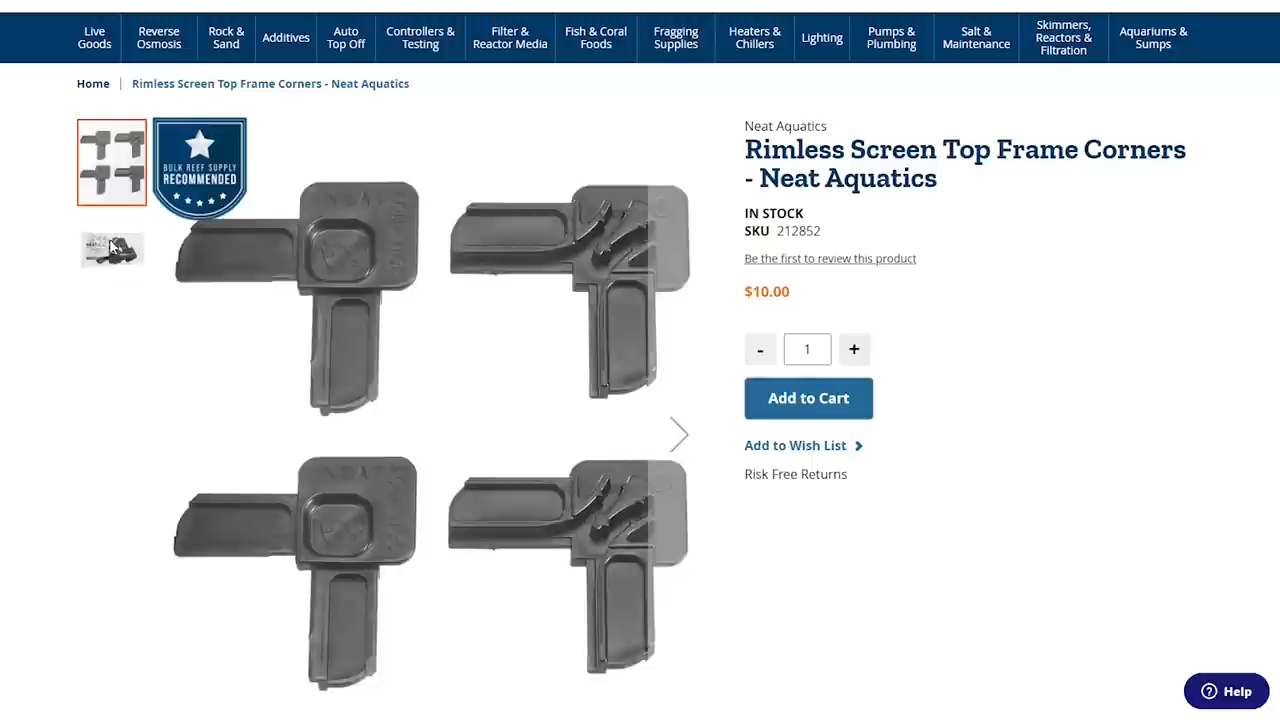 Live
Goods
Reverse
Osmosis
Rock &
Sand
Additives
Auto
Top Off
Controllers &
Testing
Filter &
Reactor Media
Fish & Coral
Foods
Fragging
Supplies
Heaters &
Chillers
Lighting
Pumps &
Plumbing
Salt &
Maintenance
Skimmers,
Reactors &
Filtration
Aquariums &
Sumps
Home | Rimless Screen Top Frame Corners - Neat Aquatics
BULK REEF SUPPLY
RECOMMENDED
Neat Aquatics
Rimless Screen Top Frame Corners
- Neat Aquatics
IN STOCK
SKU 212852
Be the first to review this product
$10.00
- 1 +
Add to Cart
Add to Wish List
Risk Free Returns
Help